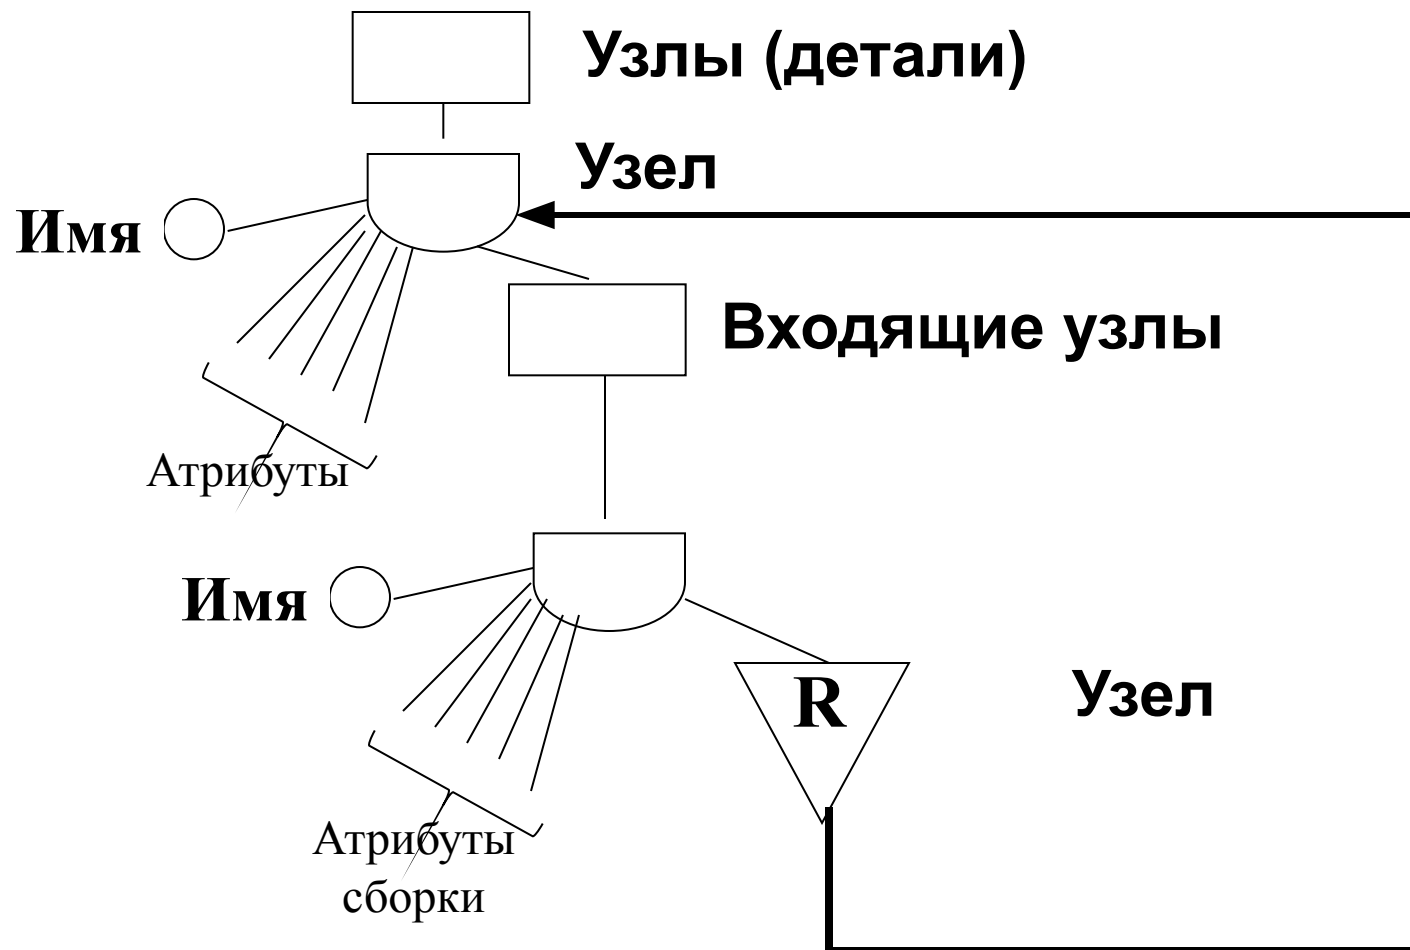 Узлы (детали)
Узел
Имя
Входящие узлы
Атрибуты
Имя
R
Узел
Атрибуты
сборки